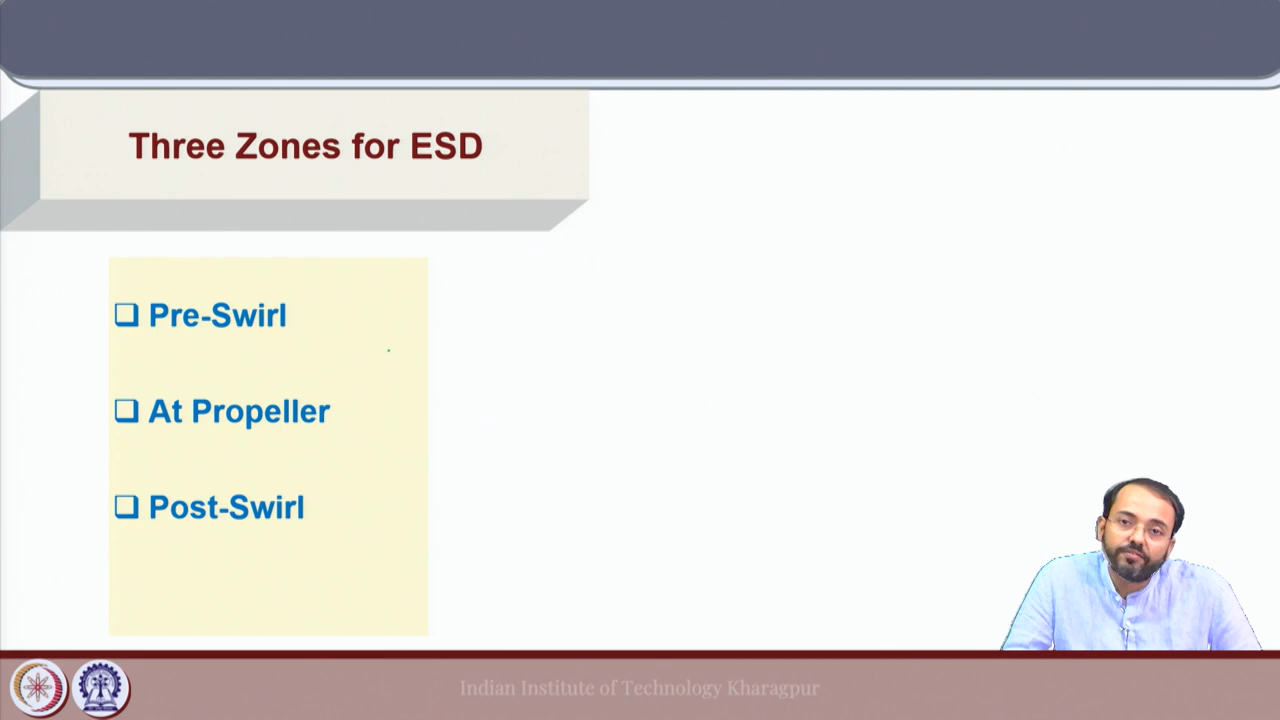 Three Zones for ESD
Pre-Swirl
At Propeller
Post-Swirl
Indian Institute of Technology Kharagpur